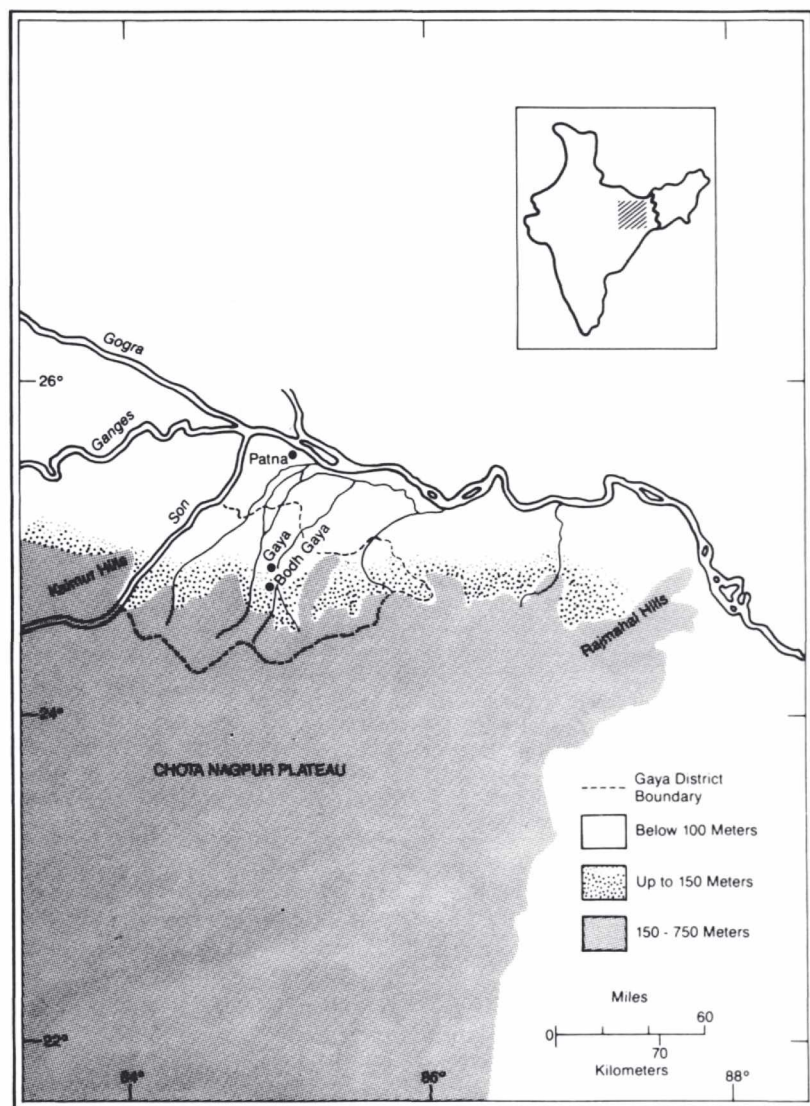 Gogra
26°
Ganges
Patna
Son
Gaya
Bodh Gaya
Kaimur Hills
Rajmahal Hills
24°
CHOTA NAGPUR PLATEAU
Gaya District
Boundary
Below 100 Meters
Up to 150 Meters
150 - 750 Meters
Miles
0 60
70
Kilometers
22°
84° 86° 88°